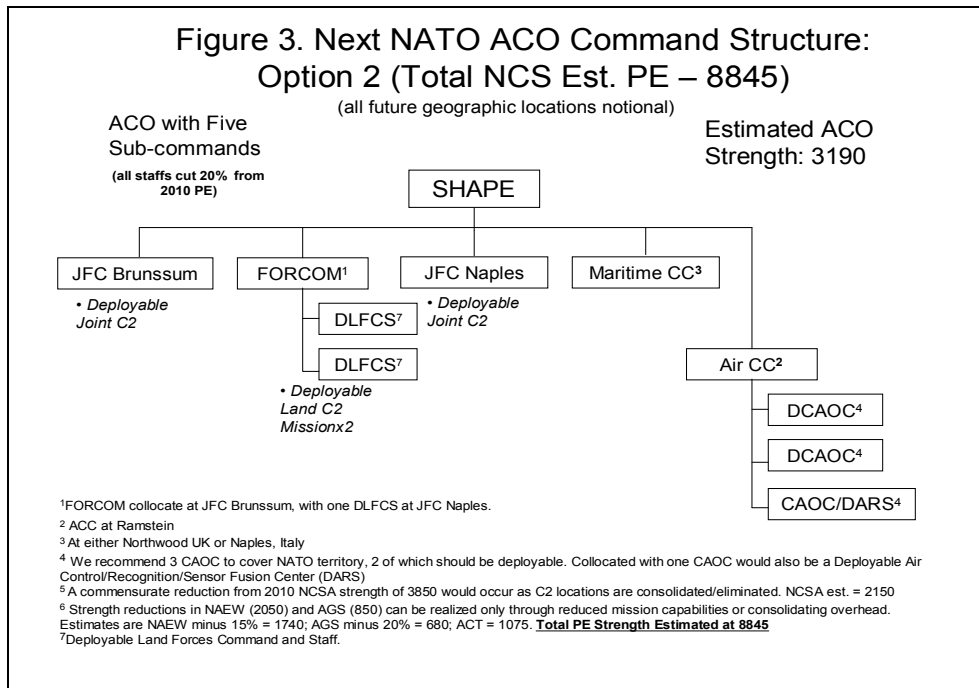 Figure 3. Next NATO ACO Command Structure:
Option 2 (Total NCS Est. PE – 8845)
(all future geographic locations notional)
ACO with Five
Sub-commands
(all staffs cut 20% from
2010 PE)
Estimated ACO
Strength: 3190
SHAPE
JFC Brunssum
FORCOM¹
JFC Naples
Maritime CC³
• Deployable
Joint C2
• Deployable
Joint C2
DLFCS⁷
DLFCS⁷
• Deployable
Land C2
Missionx2
Air CC²
DCAOC⁴
DCAOC⁴
CAOC/DARS⁴
¹FORCOM collocate at JFC Brunssum, with one DLFCS at JFC Naples.
² ACC at Ramstein
³ At either Northwood UK or Naples, Italy
⁴ We recommend 3 CAOC to cover NATO territory, 2 of which should be deployable. Collocated with one CAOC would also be a Deployable Air
Control/Recognition/Sensor Fusion Center (DARS)
⁵ A commensurate reduction from 2010 NCSA strength of 3850 would occur as C2 locations are consolidated/eliminated. NCSA est. = 2150
⁶ Strength reductions in NAEW (2050) and AGS (850) can be realized only through reduced mission capabilities or consolidating overhead.
Estimates are NAEW minus 15% = 1740; AGS minus 20% = 680; ACT = 1075. Total PE Strength Estimated at 8845
⁷Deployable Land Forces Command and Staff.